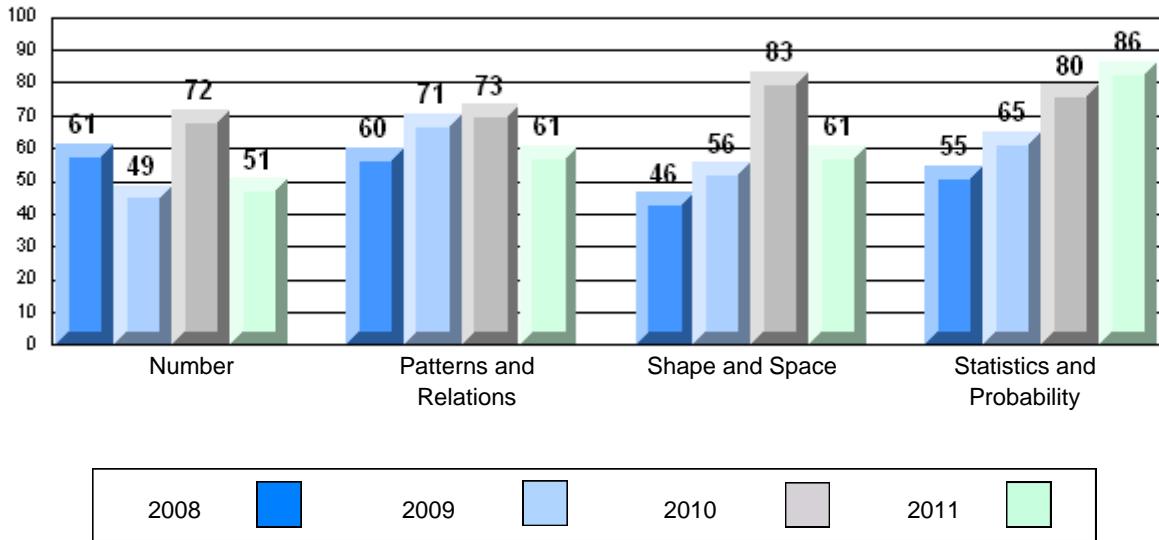 100
90
80
70
60
50
40
30
20
10
0
61 49 72 51
60 71 73 61
46 56 83 61
55 65 80 86
Number
Patterns and
Relations
Shape and Space
Statistics and
Probability
2008 2009 2010 2011